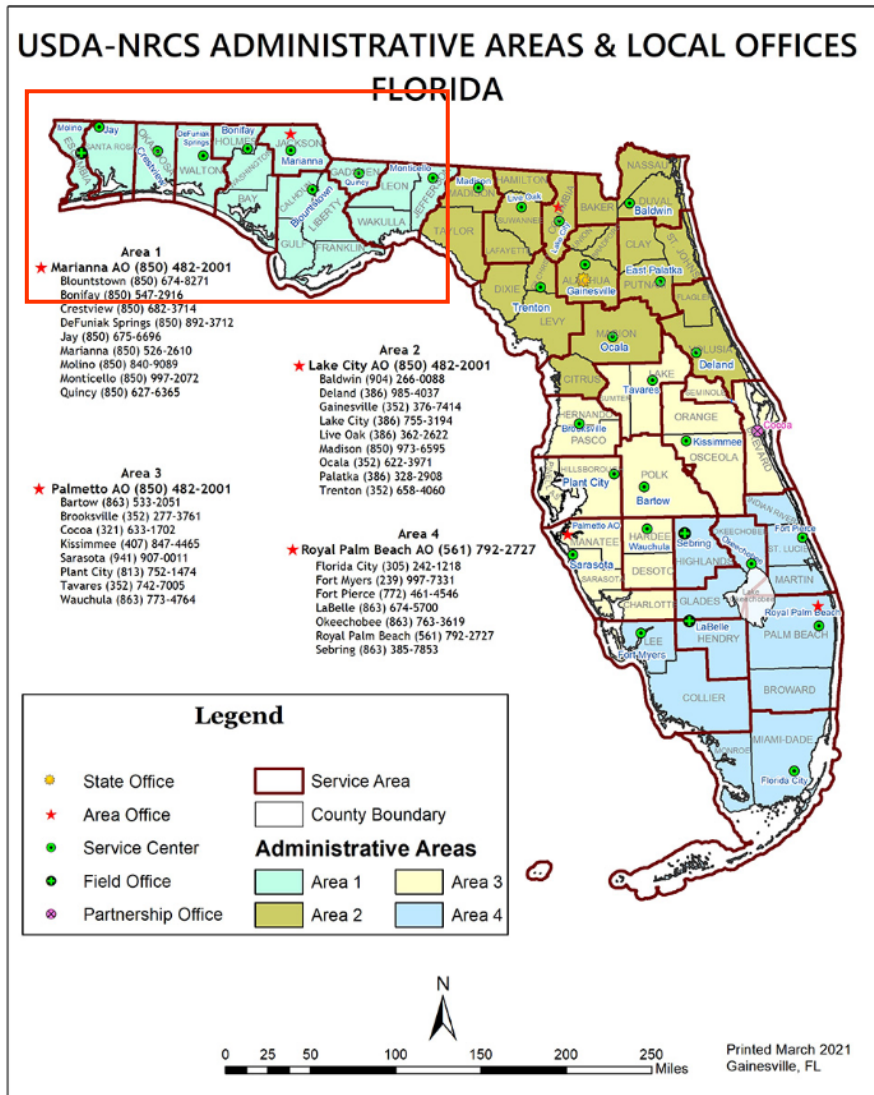 USDA-NRCS ADMINISTRATIVE AREAS & LOCAL OFFICES
FLORIDA
Molino
Jay
DeFuniak
Springs
Bonifay
HOLMES
JACKSON
Marianna
SANTA ROSA
Crestview
WALTON
WASHINGTON
BAY
CALHOUN
Blountstown
LIBERTY
GULF
FRANKLIN
GADSDEN
Quincy
LEON
WAKULLA
Monticello
JEFFERSON
Madison
MADISON
TAYLOR
HAMILTON
Live Oak
SUWANNEE
LAFAYETTE
Lake City
BAKER
NASSAU
DUVAL
Baldwin
CLAY
ST. JOHNS
UNION
ALACHUA
Gainesville
East Palatka
PUTNAM
FLAGLER
DIXIE
Trenton
LEVY
MARION
Ocala
VOLUSIA
Deland
CITRUS
LAKE
Tavares
SUMTER
SEMINOLE
HERNANDO
Brooksville
PASCO
ORANGE
Kissimmee
OSCEOLA
Cocoa
BREVARD
HILLSBOROUGH
Plant City
POLK
Bartow
INDIAN RIVER
Palmetto AO
MANATEE
HARDEE
Wauchula
Sarasota
SARASOTA
DESOTO
Sebring
HIGHLANDS
OKEECHOBEE
Okeechobee
Fort Pierce
ST. LUCIE
MARTIN
CHARLOTTE
GLADES
Lake
Okeechobee
Royal Palm Beach
PALM BEACH
LEE
Fort Myers
LaBelle
HENDRY
COLLIER
BROWARD
MONROE
MIAMI-DADE
Florida City
Area 1
Marianna AO (850) 482-2001
Blountstown (850) 674-8271
Bonifay (850) 547-2916
Crestview (850) 682-3714
DeFuniak Springs (850) 892-3712
Jay (850) 675-6696
Marianna (850) 526-2610
Molino (850) 840-9089
Monticello (850) 997-2072
Quincy (850) 627-6365
Area 2
Lake City AO (850) 482-2001
Baldwin (904) 266-0088
Deland (386) 985-4037
Gainesville (352) 376-7414
Lake City (386) 755-3194
Live Oak (386) 362-2622
Madison (850) 973-6595
Ocala (352) 622-3971
Palatka (386) 328-2908
Trenton (352) 658-4060
Area 3
Palmetto AO (850) 482-2001
Bartow (863) 533-2051
Brooksville (352) 277-3761
Cocoa (321) 633-1702
Kissimmee (407) 847-4465
Sarasota (941) 907-0011
Plant City (813) 752-1474
Tavares (352) 742-7005
Wauchula (863) 773-4764
Area 4
Royal Palm Beach AO (561) 792-2727
Florida City (305) 242-1218
Fort Myers (239) 997-7331
Fort Pierce (772) 461-4546
LaBelle (863) 674-5700
Okeechobee (863) 763-3619
Royal Palm Beach (561) 792-2727
Sebring (863) 385-7853
Legend
State Office
Area Office
Service Center
Field Office
Partnership Office
Service Area
County Boundary
Administrative Areas
Area 1
Area 2
Area 3
Area 4
N
0 25 50 100 150 200 250
Miles
Printed March 2021
Gainesville, FL